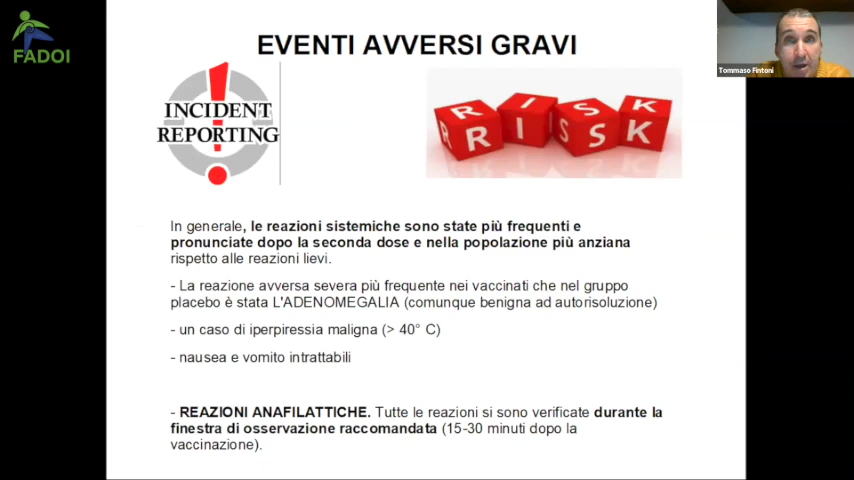 FADOI
EVENTI AVVERSI GRAVI
Tommaso Fintoni
INCIDENT
REPORTING
R I S K
R I S S K
In generale, le reazioni sistemiche sono state più frequenti e
pronunciate dopo la seconda dose e nella popolazione più anziana
rispetto alle reazioni lievi.
- La reazione avversa severa più frequente nei vaccinati che nel gruppo
placebo è stata L'ADENOMEGALIA (comunque benigna ad autorisoluzione)
- un caso di iperpiressia maligna (> 40° C)
- nausea e vomito intrattabili
- REAZIONI ANAFILATTICHE. Tutte le reazioni si sono verificate durante la
finestra di osservazione raccomandata (15-30 minuti dopo la
vaccinazione).